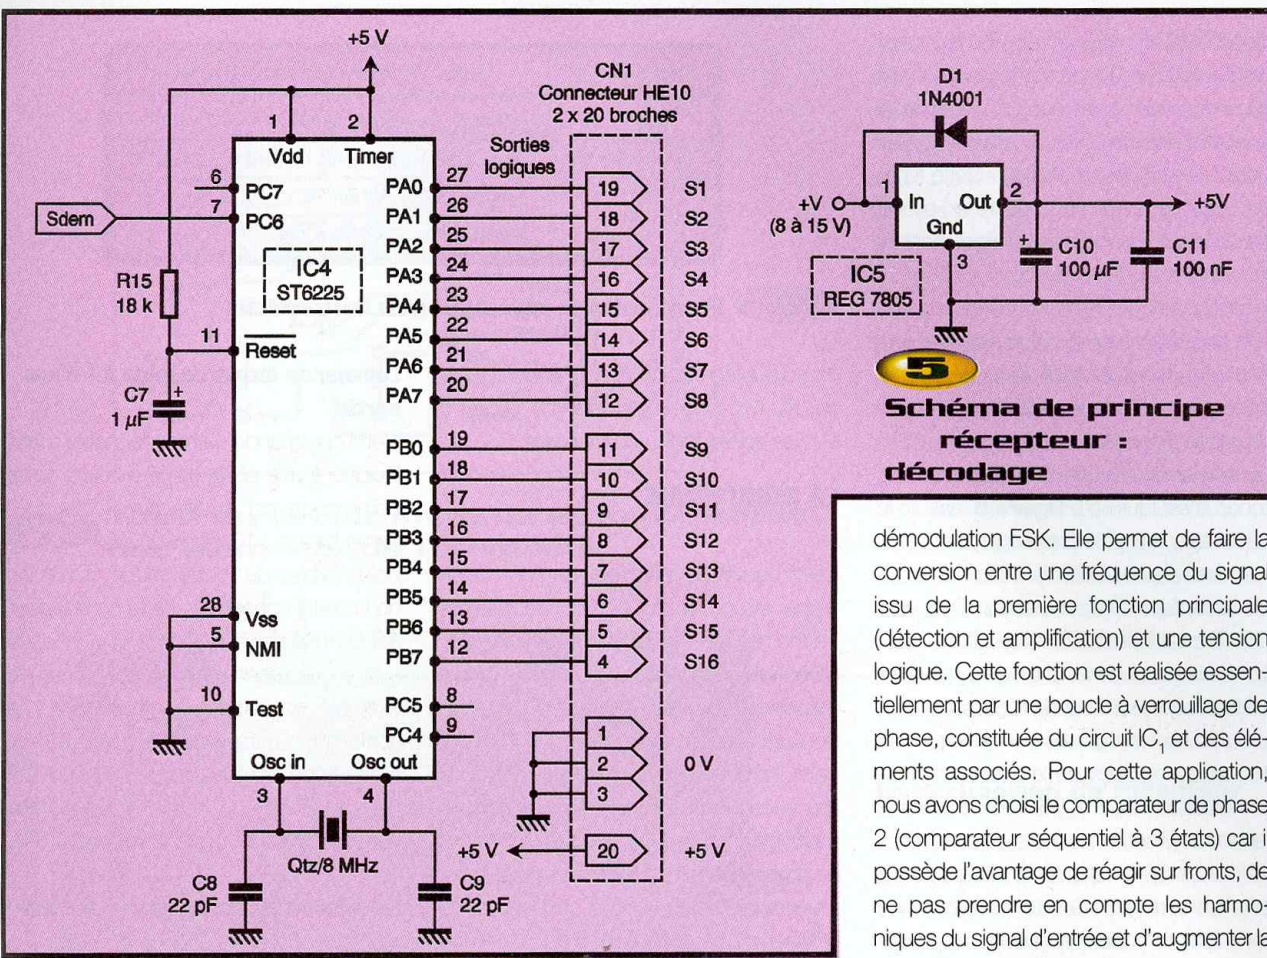 +5 V
1
2
Vdd
Timer
6
PC7
7
PC6
Sdem
R15
18 k
IC4
ST6225
11
Reset
C7
+
1 µF
28
Vss
5
NMI
10
Test
Osc in
Osc out
3
4
Qtz/8 MHz
C8
22 pF
C9
22 pF
CN1
Connecteur HE10
2 x 20 broches
Sorties
logiques
PA0 27 19 S1
PA1 26 18 S2
PA2 25 17 S3
PA3 24 16 S4
PA4 23 15 S5
PA5 22 14 S6
PA6 21 13 S7
PA7 20 12 S8
PB0 19 11 S9
PB1 18 10 S10
PB2 17 9 S11
PB3 16 8 S12
PB4 15 7 S13
PB5 14 6 S14
PB6 13 5 S15
PB7 12 4 S16
PC5 8
PC4 9
1
2 0 V
3
+5 V 20 +5 V
D1
1N4001
+V
(8 à 15 V)
1
In
Out
2
Gnd
3
+5V
IC5
REG 7805
+
C10
100 µF
C11
100 nF
5
Schéma de principe
récepteur :
décodage
démodulation FSK. Elle permet de faire la
conversion entre une fréquence du signal
issu de la première fonction principale
(détection et amplification) et une tension
logique. Cette fonction est réalisée essen-
tiellement par une boucle à verrouillage de
phase, constituée du circuit IC₁ et des élé-
ments associés. Pour cette application,
nous avons choisi le comparateur de phase
2 (comparateur séquentiel à 3 états) car i
possède l'avantage de réagir sur fronts, de
ne pas prendre en compte les harmo-
niques du signal d'entrée et d'augmenter la